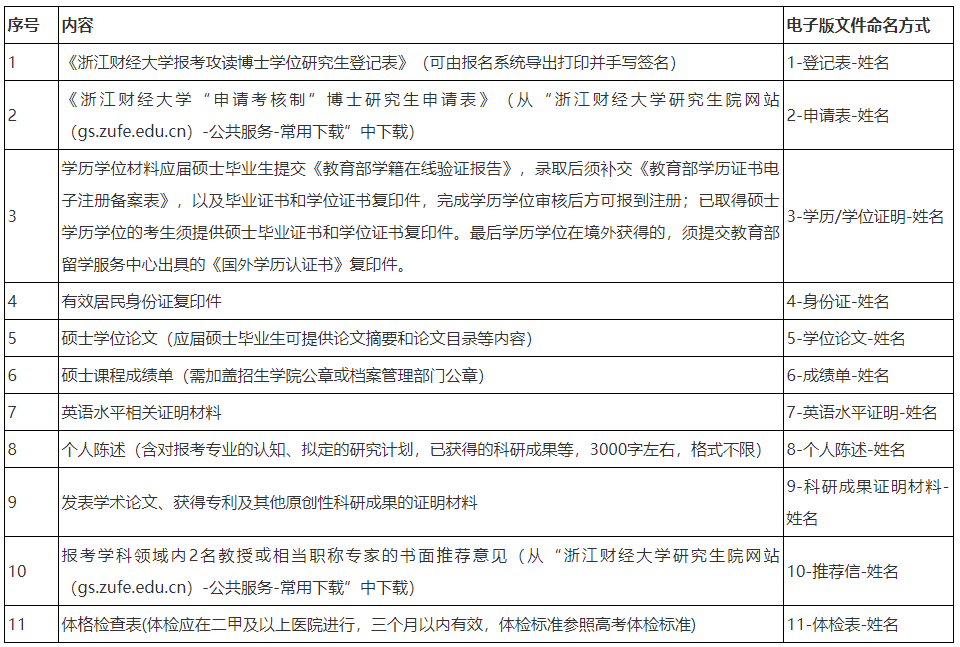 序号 内容 电子版文件命名方式
1 《浙江财经大学报考攻读博士学位研究生登记表》（可由报名系统导出打印并手写签名） 1-登记表-姓名
2 《浙江财经大学“申请考核制”博士研究生申请表》（从“浙江财经大学研究生院网站
（gs.zufe.edu.cn）-公共服务-常用下载”中下载） 2-申请表-姓名
3 学历学位材料应届硕士毕业生提交《教育部学籍在线验证报告》，录取后须补交《教育部学历证书电
子注册备案表》，以及毕业证书和学位证书复印件，完成学历学位审核后方可报到注册；已取得硕士
学历学位的考生须提供硕士毕业证书和学位证书复印件。最后学历学位在境外获得的，须提交教育部
留学服务中心出具的《国外学历认证书》复印件。 3-学历/学位证明-姓名
4 有效居民身份证复印件 4-身份证-姓名
5 硕士学位论文（应届硕士毕业生可提供论文摘要和论文目录等内容） 5-学位论文-姓名
6 硕士课程成绩单（需加盖招生学院公章或档案管理部门公章） 6-成绩单-姓名
7 英语水平相关证明材料 7-英语水平证明-姓名
8 个人陈述（含对报考专业的认知、拟定的研究计划，已获得的科研成果等，3000字左右，格式不限） 8-个人陈述-姓名
9 发表学术论文、获得专利及其他原创性科研成果的证明材料 9-科研成果证明材料-
姓名
10 报考学科领域内2名教授或相当职称专家的书面推荐意见（从“浙江财经大学研究生院网站
（gs.zufe.edu.cn）-公共服务-常用下载”中下载） 10-推荐信-姓名
11 体格检查表(体检应在二甲及以上医院进行，三个月以内有效，体检标准参照高考体检标准) 11-体检表-姓名